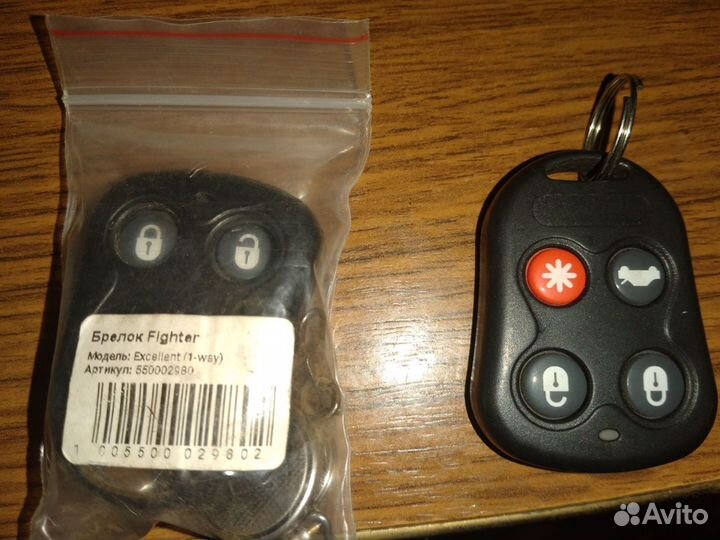 Брелок Fighter
Модель: Excellent (1-way)
Артикул: 550002980
1 005500 029802
Avito